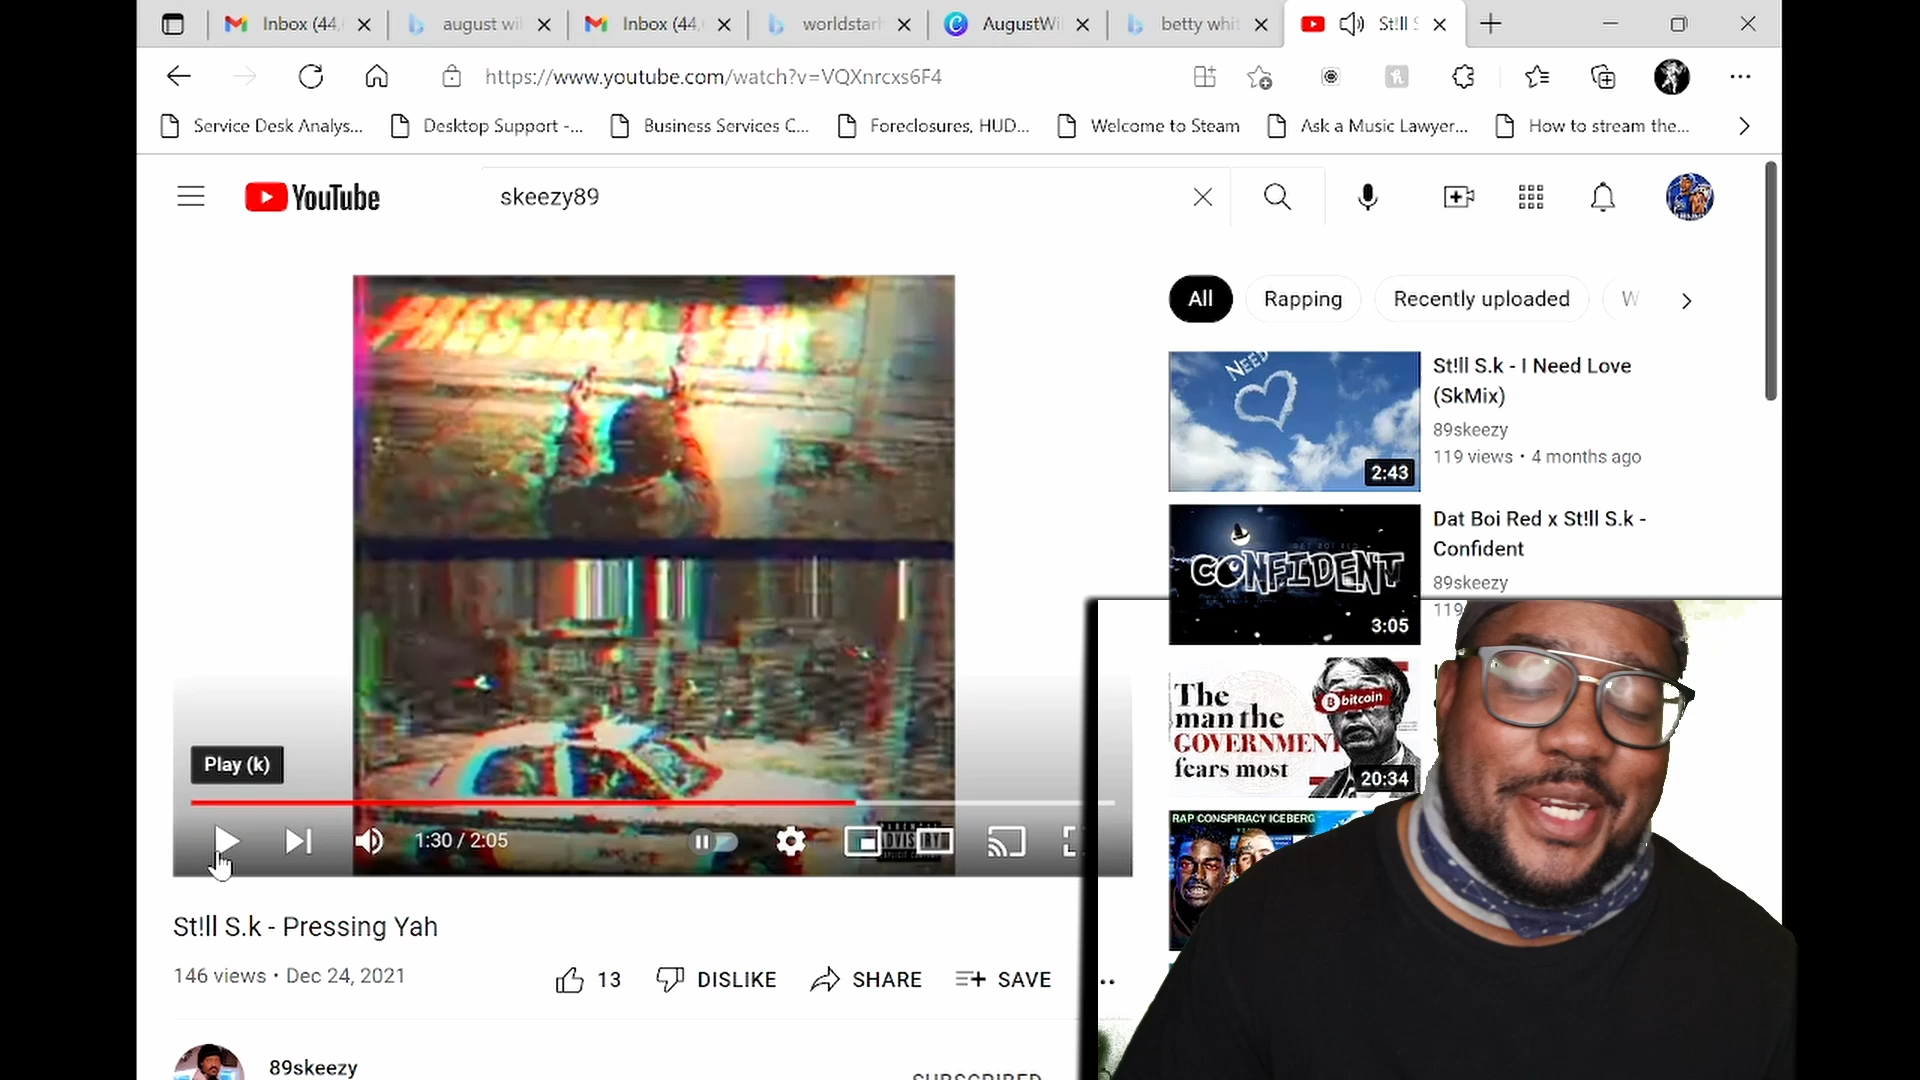 Inbox (44,
august wi
Inbox (44,
worldstar
AugustWi
betty whi
St!ll S
https://www.youtube.com/watch?v=VQXnrcxs6F4
Service Desk Analys...
Desktop Support -...
Business Services C...
Foreclosures, HUD...
Welcome to Steam
Ask a Music Lawyer...
How to stream the...
YouTube
skeezy89
All
Rapping
Recently uploaded
W
PRESSING YAH
NEED
2:43
St!ll S.k - I Need Love
(SkMix)
89skeezy
119 views • 4 months ago
CONFIDENT
3:05
Dat Boi Red x St!ll S.k -
Confident
89skeezy
119
The
man the
GOVERNMENT
fears most
bitcoin
20:34
RAP CONSPIRACY ICEBERG
Play (k)
1:30 / 2:05
St!ll S.k - Pressing Yah
146 views • Dec 24, 2021
13
DISLIKE
SHARE
SAVE
89skeezy
SUBSCRIBED